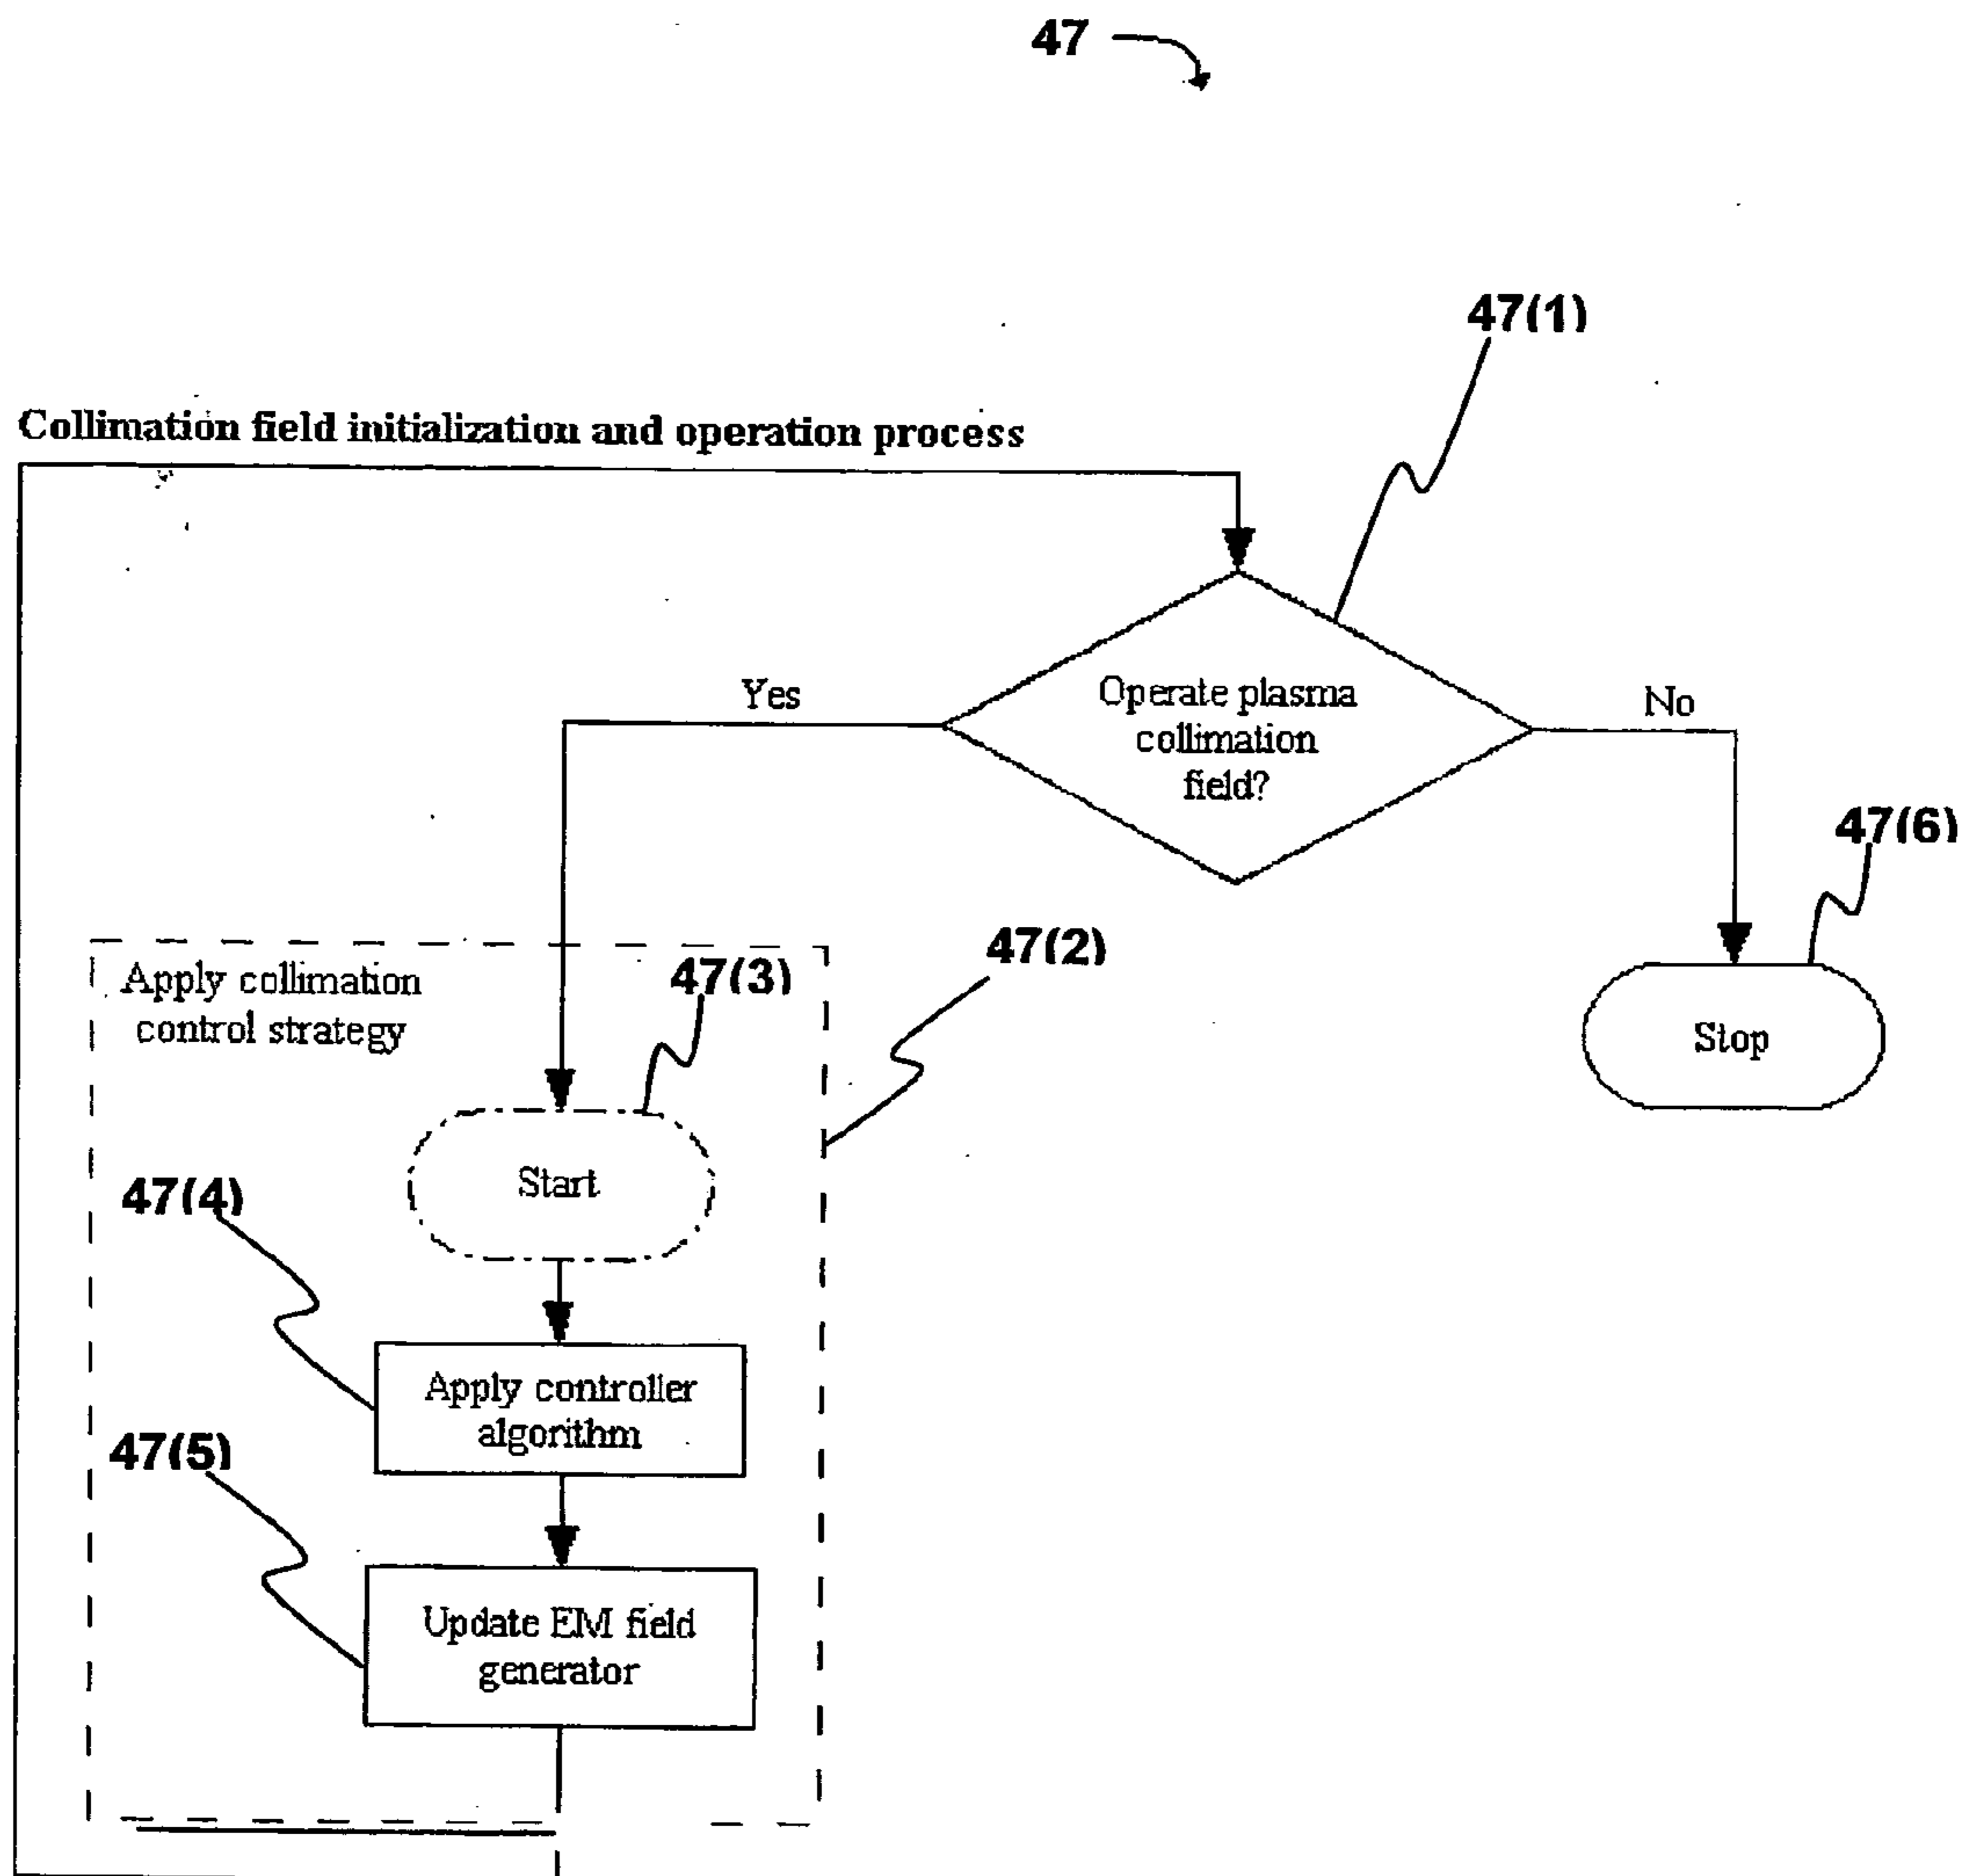 47
47(1)
Collimation field initialization and operation process
Yes
Operate plasma
collimation
field?
No
47(6)
Stop
47(2)
Apply collimation
control strategy
47(3)
Start
47(4)
Apply controller
algorithm
47(5)
Update EM field
generator